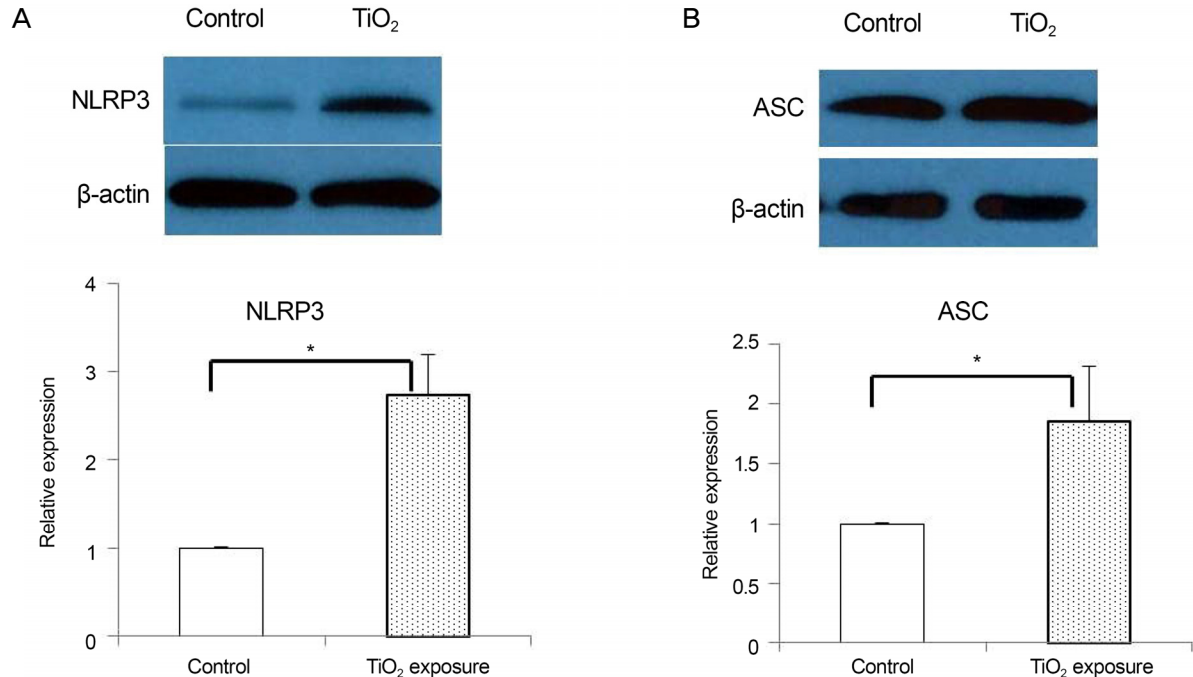 A
Control TiO₂
NLRP3
β-actin
NLRP3
*
4
3
2
1
0
Relative expression
Control TiO₂ exposure
B
Control TiO₂
ASC
β-actin
ASC
*
2.5
2
1.5
1
0.5
0
Relative expression
Control TiO₂ exposure